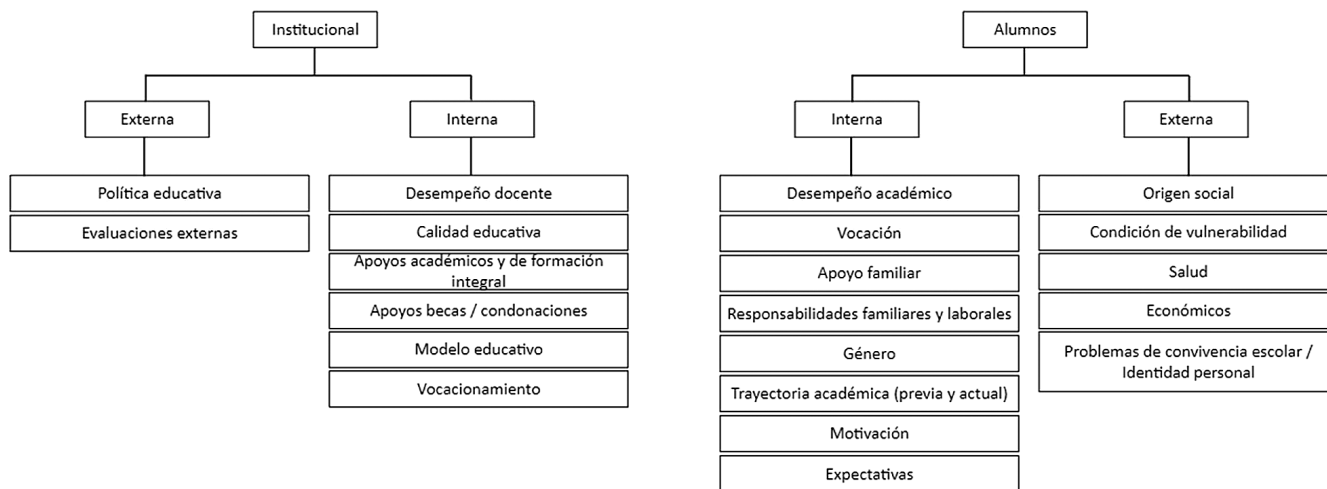 Institucional
Externa
Interna
Política educativa
Evaluaciones externas
Desempeño docente
Calidad educativa
Apoyos académicos y de formación
integral
Apoyos becas / condonaciones
Modelo educativo
Vocacionamiento
Alumnos
Interna
Externa
Desempeño académico
Vocación
Apoyo familiar
Responsabilidades familiares y laborales
Género
Trayectoria académica (previa y actual)
Motivación
Expectativas
Origen social
Condición de vulnerabilidad
Salud
Económicos
Problemas de convivencia escolar /
Identidad personal